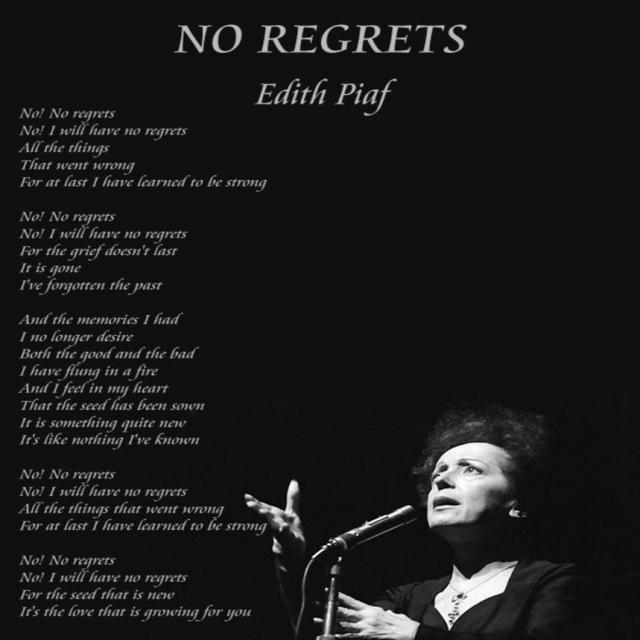 NO REGRETS
Edith Piaf
No! No regrets
No! I will have no regrets
All the things
That went wrong
For at last I have learned to be strong
No! No regrets
No! I will have no regrets
For the grief doesn't last
It is gone
I've forgotten the past
And the memories I had
I no longer desire
Both the good and the bad
I have flung in a fire
And I feel in my heart
That the seed has been sown
It is something quite new
It's like nothing I've known
No! No regrets
No! I will have no regrets
All the things that went wrong
For at last I have learned to be strong
No! No regrets
No! I will have no regrets
For the seed that is new
It's the love that is growing for you